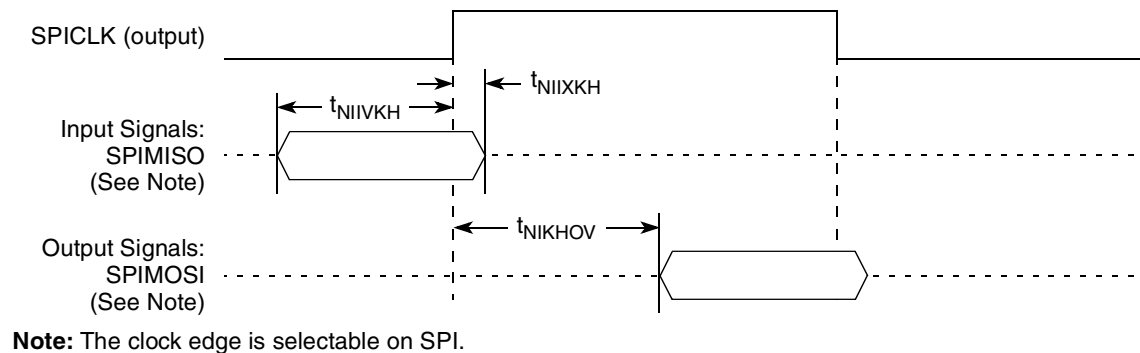 SPICLK (output)
tNIIXKH
tNIIVKH
Input Signals:
SPIMISO
(See Note)
tNIKHOV
Output Signals:
SPIMOSI
(See Note)
Note: The clock edge is selectable on SPI.